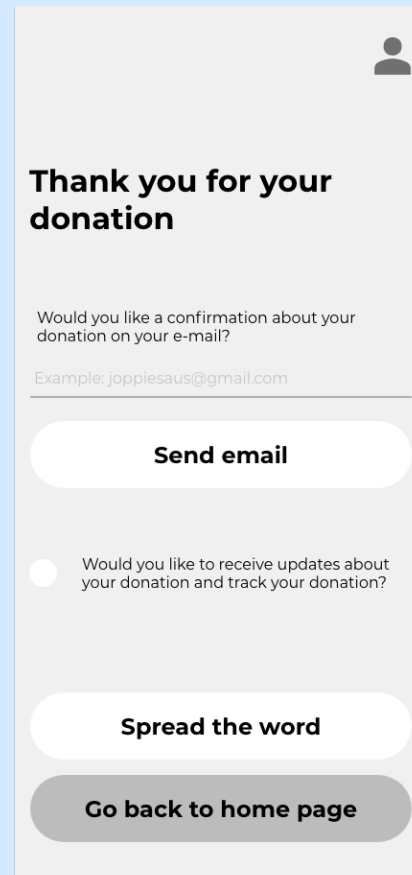 Thank you for your
donation
Would you like a confirmation about your
donation on your e-mail?
Example: joppiesaus@gmail.com
Send email
Would you like to receive updates about
your donation and track your donation?
Spread the word
Go back to home page